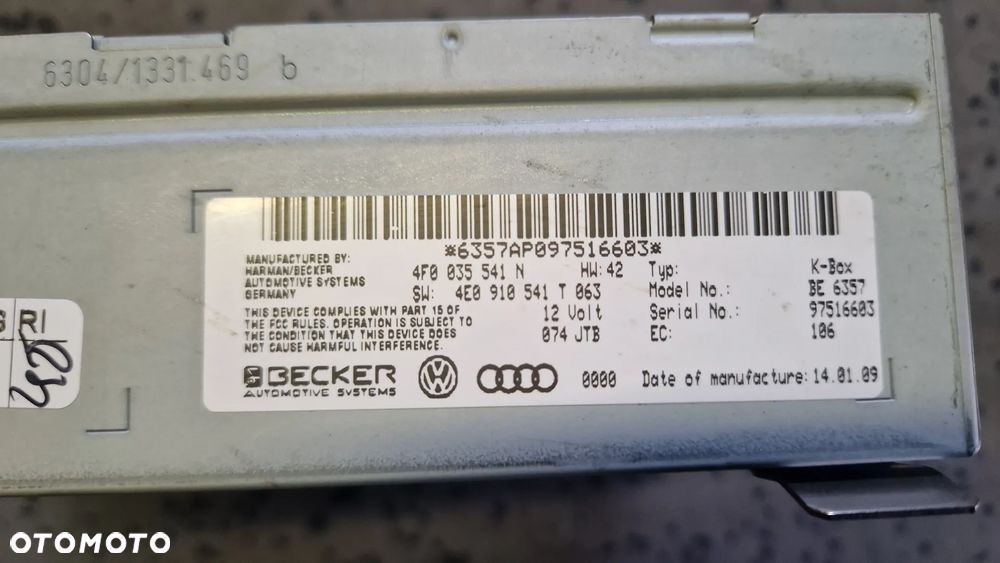 6304/1331.469 b
*6357AP097516603*
MANUFACTURED BY:
HARMAN/BECKER
AUTOMOTIVE SYSTEMS
GERMANY
4F0 035 541 N HW:42 Typ: K-Box
SW: 4E0 910 541 T 063 Model No.: BE 6357
12 Volt Serial No.: 97516603
074 JTB EC: 106
THIS DEVICE COMPLIES WITH PART 15 OF
THE FCC RULES. OPERATION IS SUBJECT TO
THE CONDITION THAT THIS DEVICE DOES
NOT CAUSE HARMFUL INTERFERENCE.
BECKER
AUTOMOTIVE SYSTEMS
0000 Date of manufacture: 14.01.09
RI
OTOMOTO